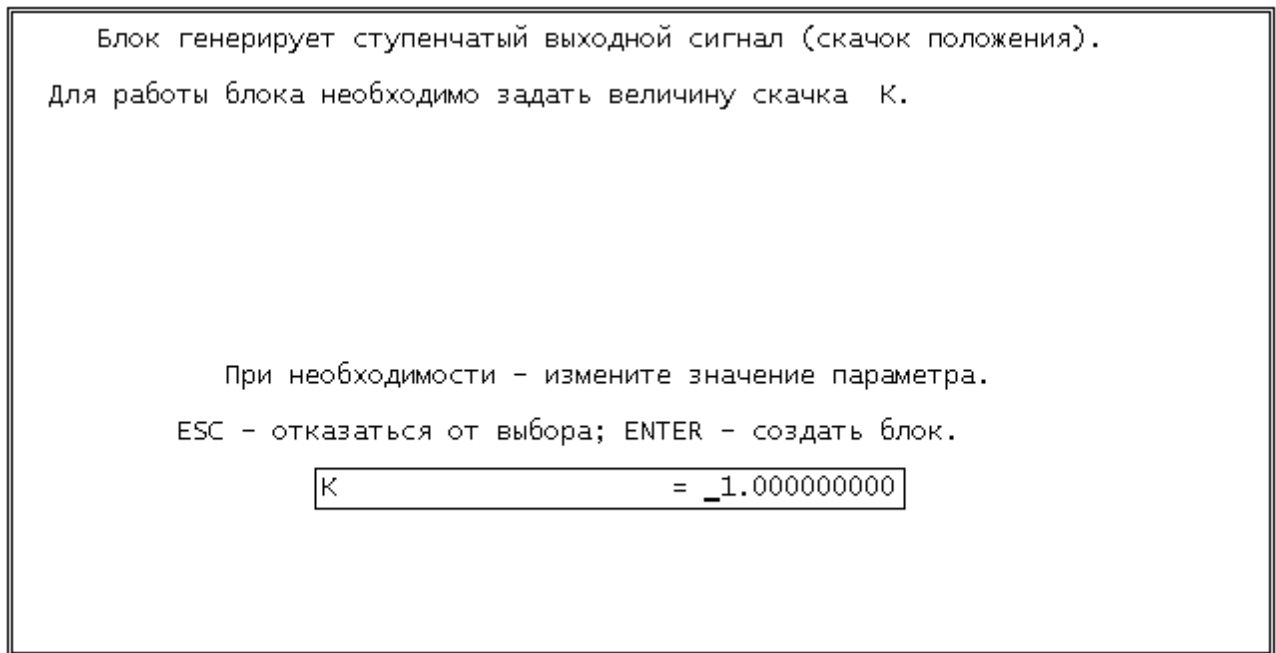 Блок генерирует ступенчатый выходной сигнал (скачок положения).
Для работы блока необходимо задать величину скачка K.
При необходимости – измените значение параметра.
ESC – отказаться от выбора; ENTER – создать блок.
K = _1.000000000